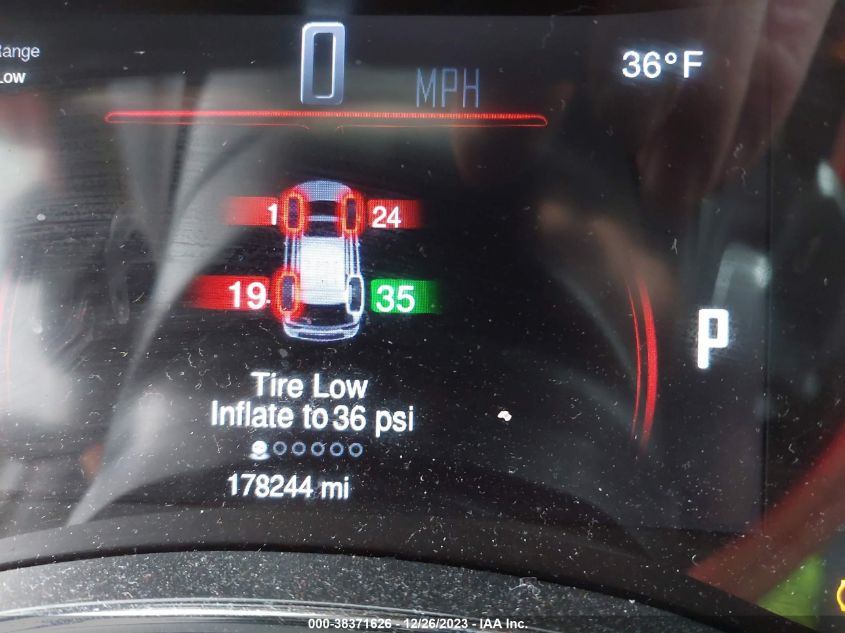 Range
Low
0 MPH
36°F
1 24
19 35
P
Tire Low
Inflate to 36 psi
178244 mi
000-38371626 - 12/26/2023 - IAA Inc.